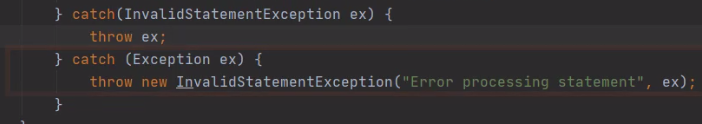 } catch(InvalidStatementException ex) {
throw ex;
} catch (Exception ex) {
throw new InvalidStatementException("Error processing statement", ex);
}
}